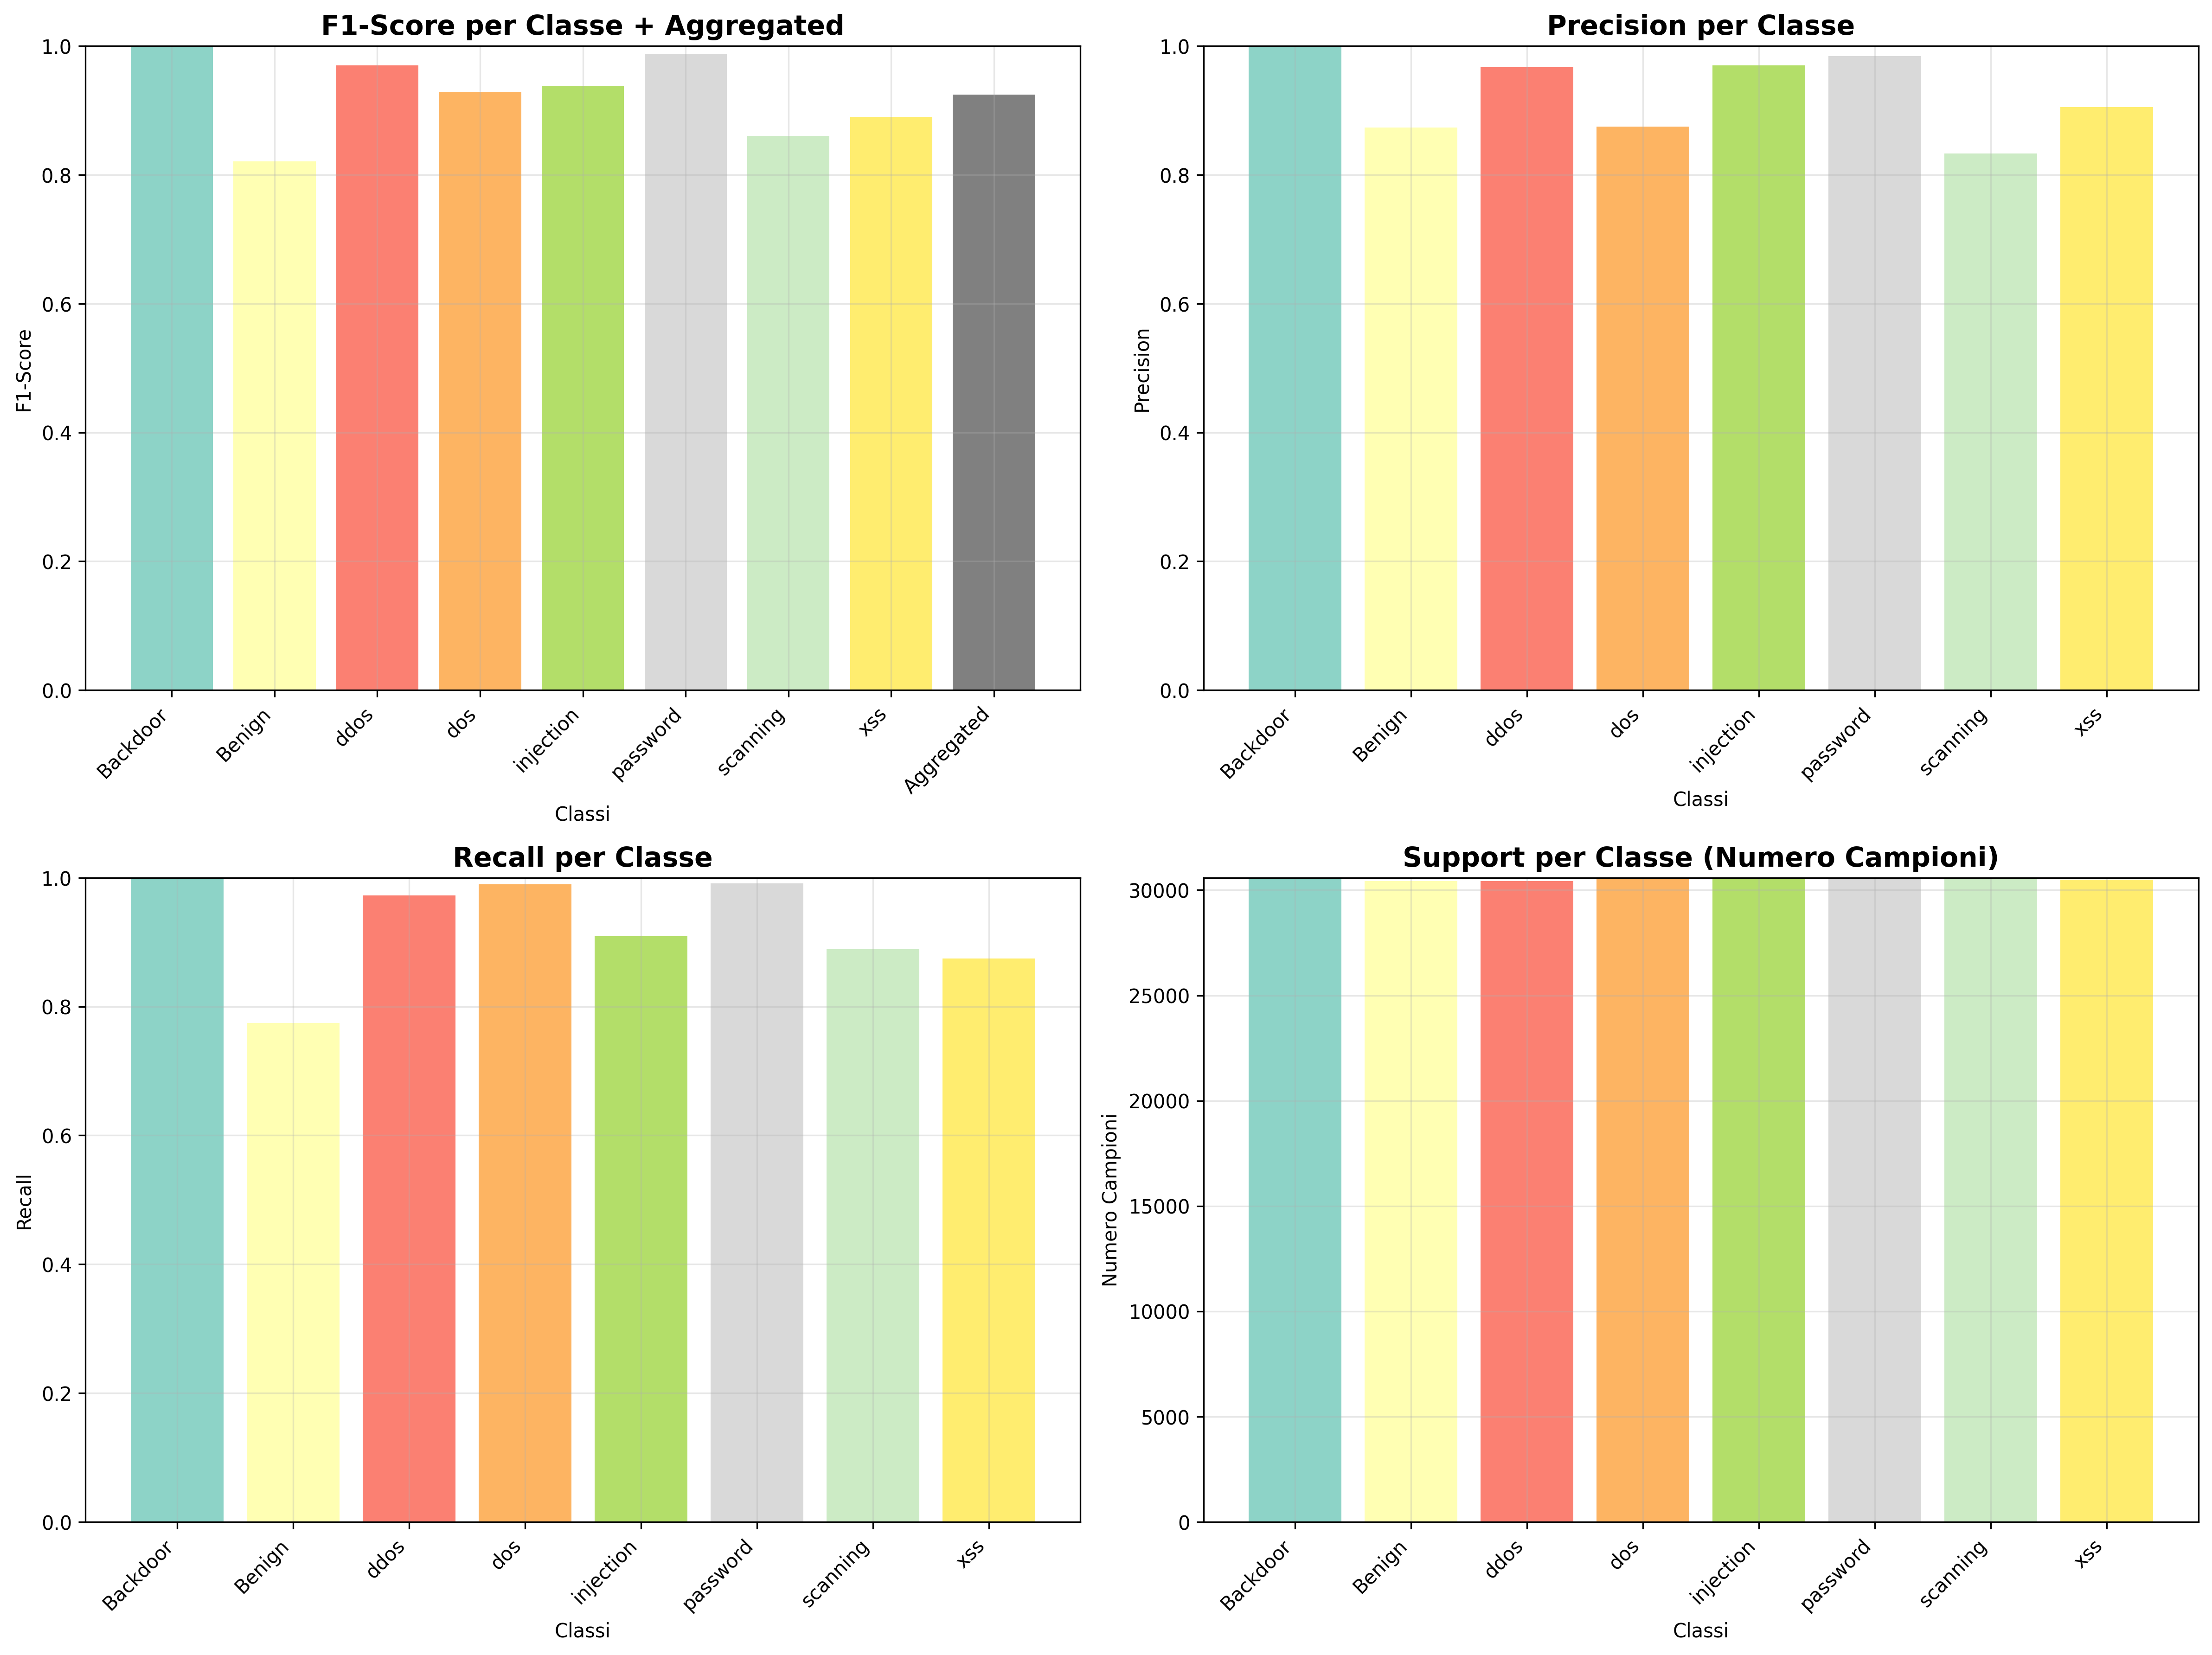 F1-Score per Classe + Aggregated
F1-Score
1.0
0.8
0.6
0.4
0.2
0.0
Backdoor
Benign
ddos
dos
injection
password
scanning
xss
Aggregated
Classi
Precision per Classe
Precision
1.0
0.8
0.6
0.4
0.2
0.0
Backdoor
Benign
ddos
dos
injection
password
scanning
xss
Classi
Recall per Classe
Recall
1.0
0.8
0.6
0.4
0.2
0.0
Backdoor
Benign
ddos
dos
injection
password
scanning
xss
Classi
Support per Classe (Numero Campioni)
Numero Campioni
30000
25000
20000
15000
10000
5000
0
Backdoor
Benign
ddos
dos
injection
password
scanning
xss
Classi